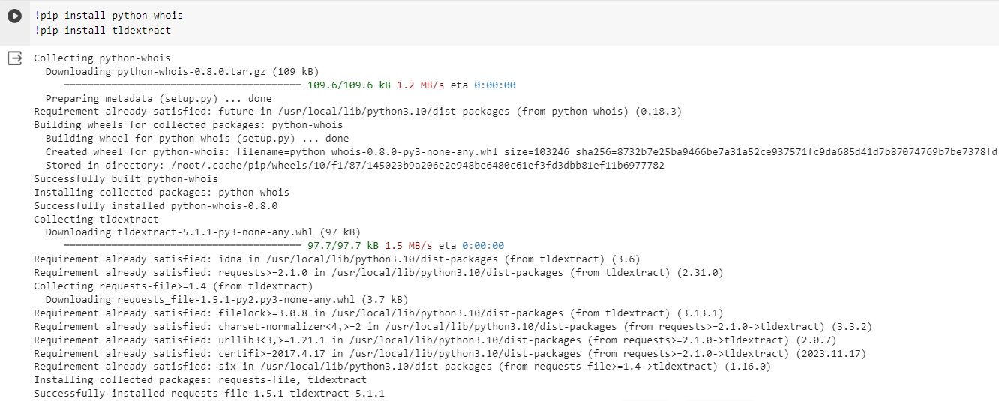 !pip install python-whois
!pip install tldextract
Collecting python-whois
Downloading python-whois-0.8.0.tar.gz (109 kB)
109.6/109.6 kB 1.2 MB/s eta 0:00:00
Preparing metadata (setup.py) ... done
Requirement already satisfied: future in /usr/local/lib/python3.10/dist-packages (from python-whois) (0.18.3)
Building wheels for collected packages: python-whois
Building wheel for python-whois (setup.py) ... done
Created wheel for python-whois: filename=python_whois-0.8.0-py3-none-any.whl size=103246 sha256=8732b7e25ba9466be7a31a52ce937571fc9da685d41d7b87074769b7be7378fd
Stored in directory: /root/.cache/pip/wheels/10/f1/87/145023b9a206e2e948be6480c61ef3fd3dbb81ef11b6977782
Successfully built python-whois
Installing collected packages: python-whois
Successfully installed python-whois-0.8.0
Collecting tldextract
Downloading tldextract-5.1.1-py3-none-any.whl (97 kB)
97.7/97.7 kB 1.5 MB/s eta 0:00:00
Requirement already satisfied: idna in /usr/local/lib/python3.10/dist-packages (from tldextract) (3.6)
Requirement already satisfied: requests>=2.1.0 in /usr/local/lib/python3.10/dist-packages (from tldextract) (2.31.0)
Collecting requests-file>=1.4 (from tldextract)
Downloading requests_file-1.5.1-py2.py3-none-any.whl (3.7 kB)
Requirement already satisfied: filelock>=3.0.8 in /usr/local/lib/python3.10/dist-packages (from tldextract) (3.13.1)
Requirement already satisfied: charset-normalizer<4,>=2 in /usr/local/lib/python3.10/dist-packages (from requests>=2.1.0->tldextract) (3.3.2)
Requirement already satisfied: urllib3<3,>=1.21.1 in /usr/local/lib/python3.10/dist-packages (from requests>=2.1.0->tldextract) (2.0.7)
Requirement already satisfied: certifi>=2017.4.17 in /usr/local/lib/python3.10/dist-packages (from requests>=2.1.0->tldextract) (2023.11.17)
Requirement already satisfied: six in /usr/local/lib/python3.10/dist-packages (from requests-file>=1.4->tldextract) (1.16.0)
Installing collected packages: requests-file, tldextract
Successfully installed requests-file-1.5.1 tldextract-5.1.1